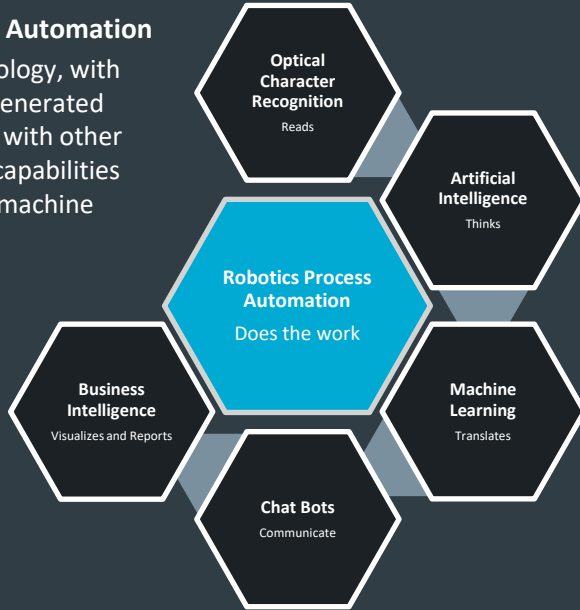 Automation
ology, with
enerated
with other
capabilities
machine
Optical
Character
Recognition
Reads
Artificial
Intelligence
Thinks
Robotics Process
Automation
Does the work
Business
Intelligence
Visualizes and Reports
Machine
Learning
Translates
Chat Bots
Communicate